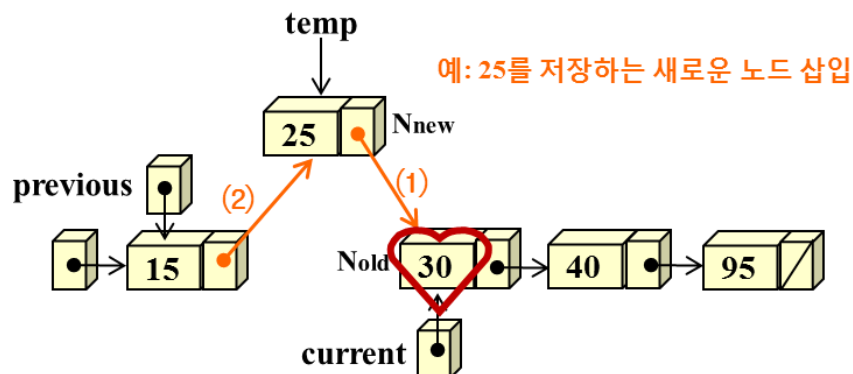 temp
예: 25를 저장하는 새로운 노드 삽입
25
Nnew
previous
(2)
(1)
15
Nold
30
40
95
current